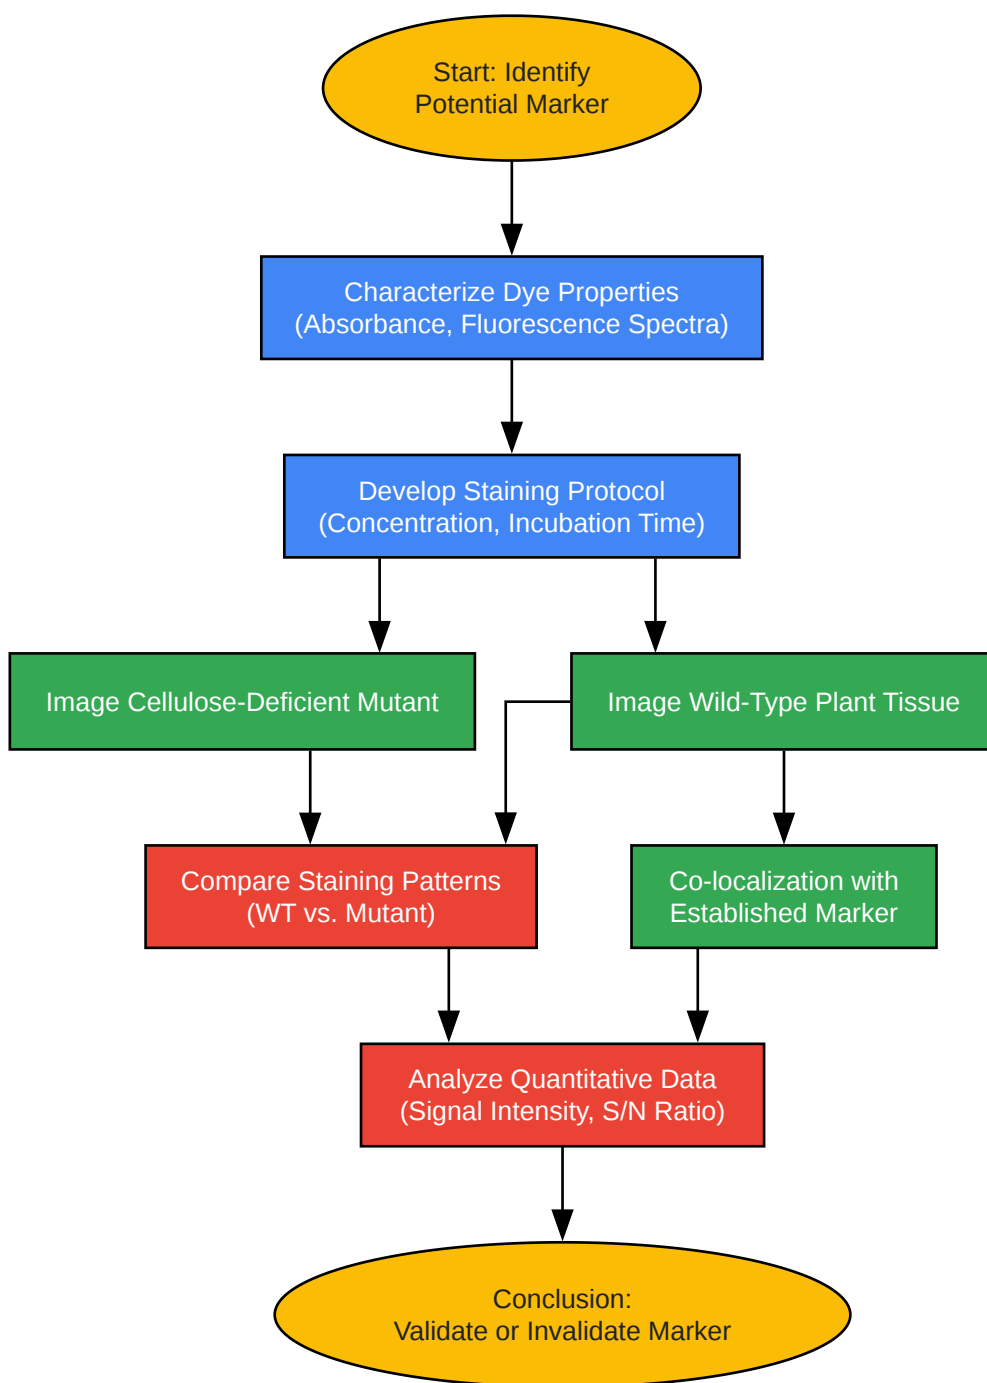 Start: Identify
Potential Marker
Characterize Dye Properties
(Absorbance, Fluorescence Spectra)
Develop Staining Protocol
(Concentration, Incubation Time)
Image Cellulose-Deficient Mutant
Image Wild-Type Plant Tissue
Compare Staining Patterns
(WT vs. Mutant)
Co-localization with
Established Marker
Analyze Quantitative Data
(Signal Intensity, S/N Ratio)
Conclusion:
Validate or Invalidate Marker